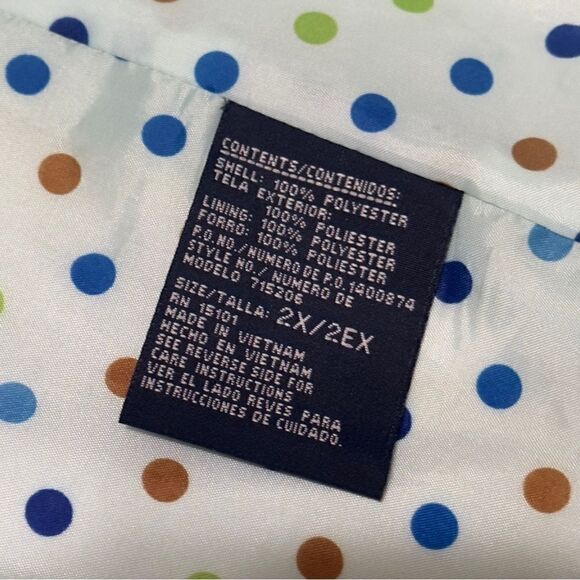 CONTENTS/CONTENIDOS:
SHELL: 100% POLYESTER
TELA EXTERIOR:
100% POLIESTER
LINING: 100% POLYESTER
FORRO: 100% POLIESTER
P.O.NO./NUMERO DE P.O.1400874
STYLE NO./ NUMERO DE
MODELO 715206
SIZE/TALLA: 2X/2EX
RN 15101
MADE IN VIETNAM
HECHO EN VIETNAM
SEE REVERSE SIDE FOR
CARE INSTRUCTIONS
VER EL LADO REVES PARA
INSTRUCCIONES DE CUIDADO.